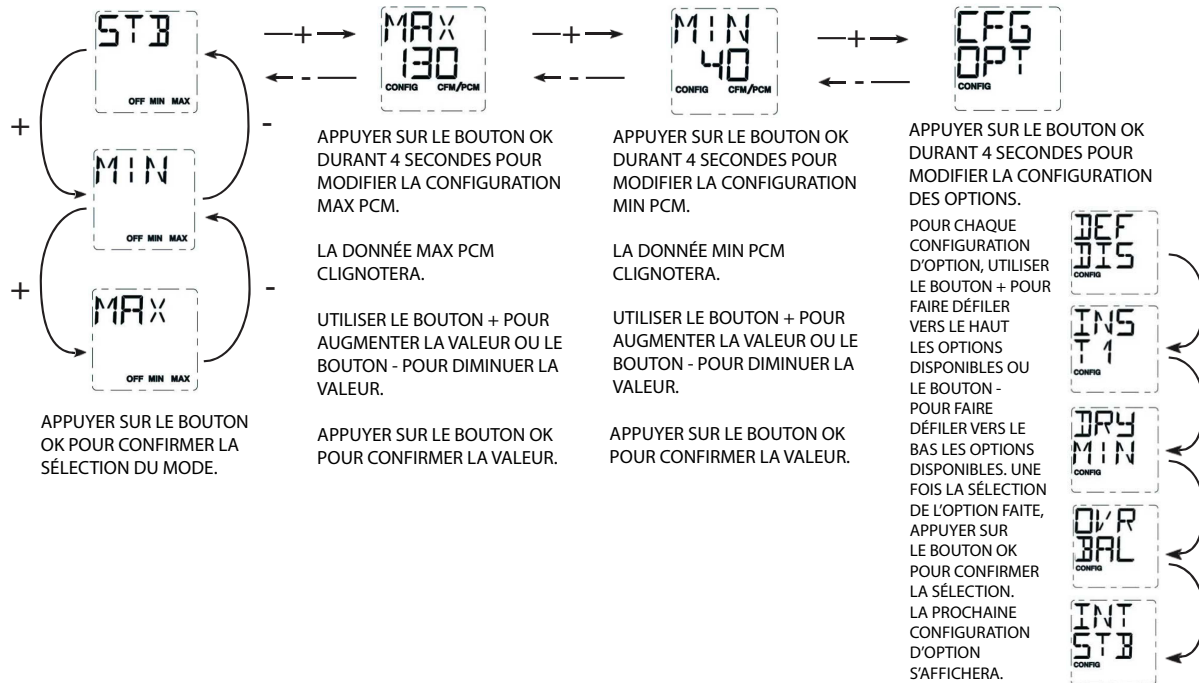 STB
OFF MIN MAX
+
-
MIN
OFF MIN MAX
+
-
MAX
OFF MIN MAX
APPUYER SUR LE BOUTON
OK POUR CONFIRMER LA
SÉLECTION DU MODE.
+
-
MAX
130
CONFIG CFM/PCM
APPUYER SUR LE BOUTON OK
DURANT 4 SECONDES POUR
MODIFIER LA CONFIGURATION
MAX PCM.
LA DONNÉE MAX PCM
CLIGNOTERA.
UTILISER LE BOUTON + POUR
AUGMENTER LA VALEUR OU LE
BOUTON - POUR DIMINUER LA
VALEUR.
APPUYER SUR LE BOUTON OK
POUR CONFIRMER LA VALEUR.
+
-
MIN
40
CONFIG CFM/PCM
APPUYER SUR LE BOUTON OK
DURANT 4 SECONDES POUR
MODIFIER LA CONFIGURATION
MIN PCM.
LA DONNÉE MIN PCM
CLIGNOTERA.
UTILISER LE BOUTON + POUR
AUGMENTER LA VALEUR OU LE
BOUTON - POUR DIMINUER LA
VALEUR.
APPUYER SUR LE BOUTON OK
POUR CONFIRMER LA VALEUR.
+
-
CFG
OPT
CONFIG
APPUYER SUR LE BOUTON OK
DURANT 4 SECONDES POUR
MODIFIER LA CONFIGURATION
DES OPTIONS.
POUR CHAQUE
CONFIGURATION
D'OPTION, UTILISER
LE BOUTON + POUR
FAIRE DÉFILER
VERS LE HAUT
LES OPTIONS
DISPONIBLES OU
LE BOUTON -
POUR FAIRE
DÉFILER VERS LE
BAS LES OPTIONS
DISPONIBLES. UNE
FOIS LA SÉLECTION
DE L'OPTION FAITE,
APPUYER SUR
LE BOUTON OK
POUR CONFIRMER
LA SÉLECTION.
LA PROCHAINE
CONFIGURATION
D'OPTION
S'AFFICHERA.
DEF
DIS
CONFIG
INS
T1
CONFIG
DRY
MIN
CONFIG
OVR
BAL
CONFIG
INT
STB
CONFIG